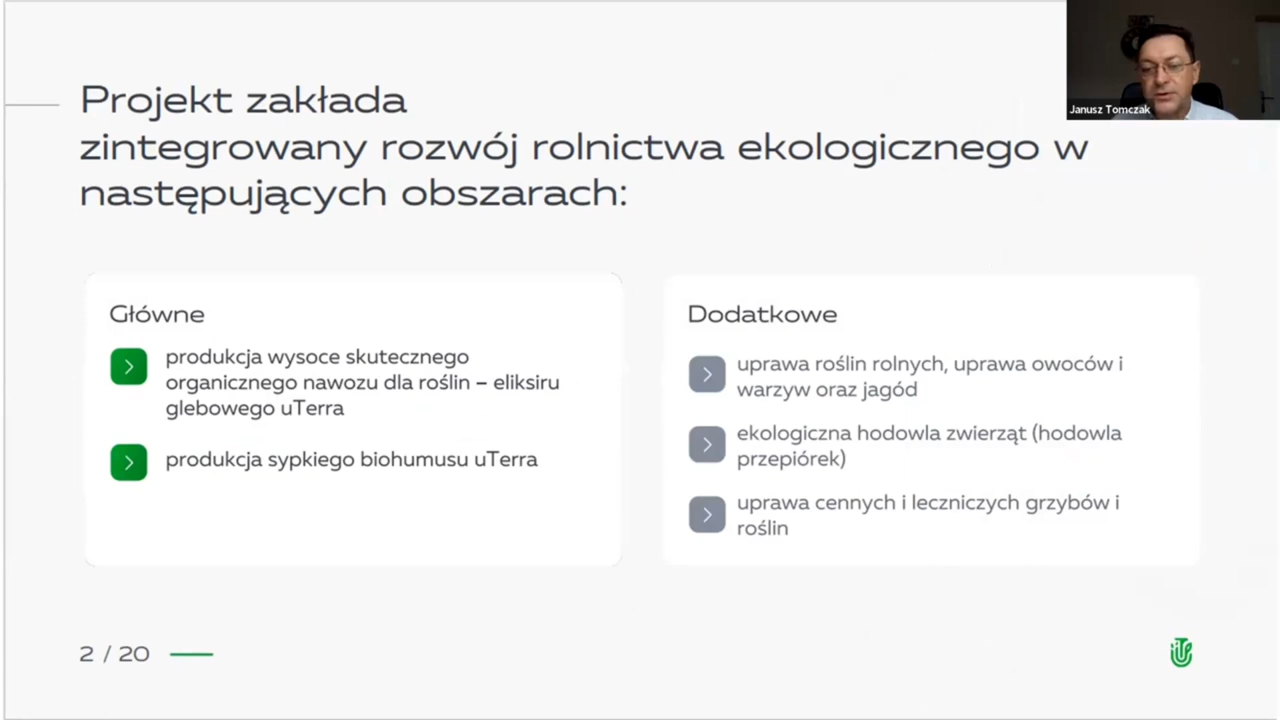 Projekt zakłada
zintegrowany rozwój rolnictwa ekologicznego w
następujących obszarach:
Janusz Tomczak
Główne
produkcja wysoce skutecznego
organicznego nawozu dla roślin – eliksiru
glebowego uTerra
produkcja sypkiego biohumusu uTerra
Dodatkowe
uprawa roślin rolnych, uprawa owoców i
warzyw oraz jagód
ekologiczna hodowla zwierząt (hodowla
przepiórek)
uprawa cennych i leczniczych grzybów i
roślin
2 / 20